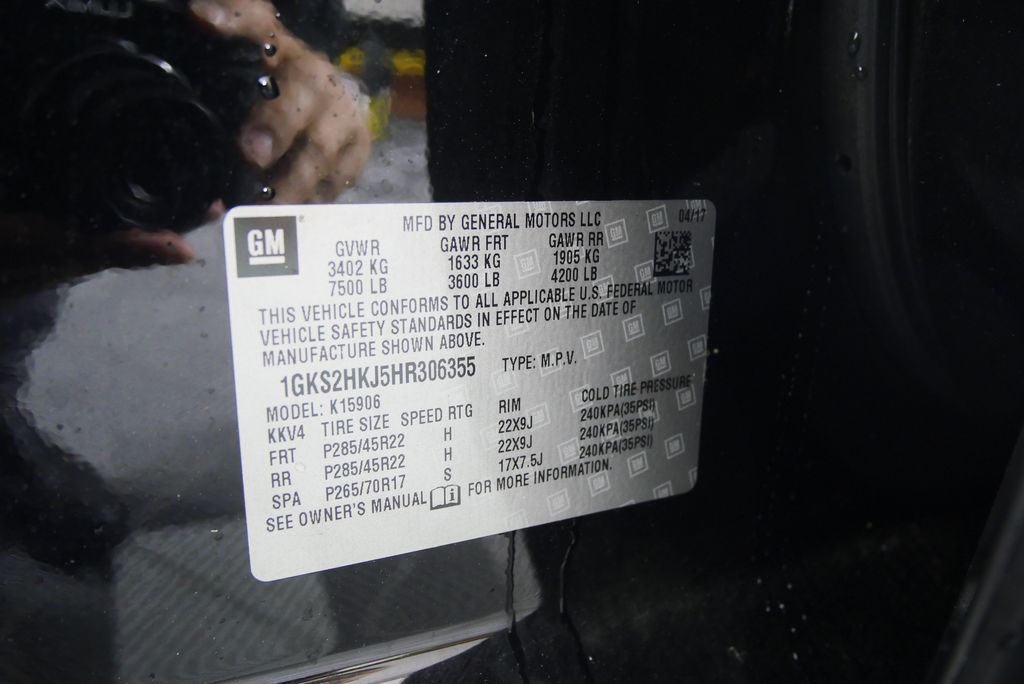 GM
MFD BY GENERAL MOTORS LLC
04/17
GVWR GAWR FRT GAWR RR
3402 KG 1633 KG 1905 KG
7500 LB 3600 LB 4200 LB
THIS VEHICLE CONFORMS TO ALL APPLICABLE U.S. FEDERAL MOTOR
VEHICLE SAFETY STANDARDS IN EFFECT ON THE DATE OF
MANUFACTURE SHOWN ABOVE.
1GKS2HKJ5HR306355 TYPE: M.P.V.
MODEL: K15906
KKV4 TIRE SIZE SPEED RTG RIM COLD TIRE PRESSURE
FRT P285/45R22 H 22X9J 240KPA(35PSI)
RR P285/45R22 H 22X9J 240KPA(35PSI)
SPA P265/70R17 S 17X7.5J 240KPA(35PSI)
SEE OWNER'S MANUAL FOR MORE INFORMATION.